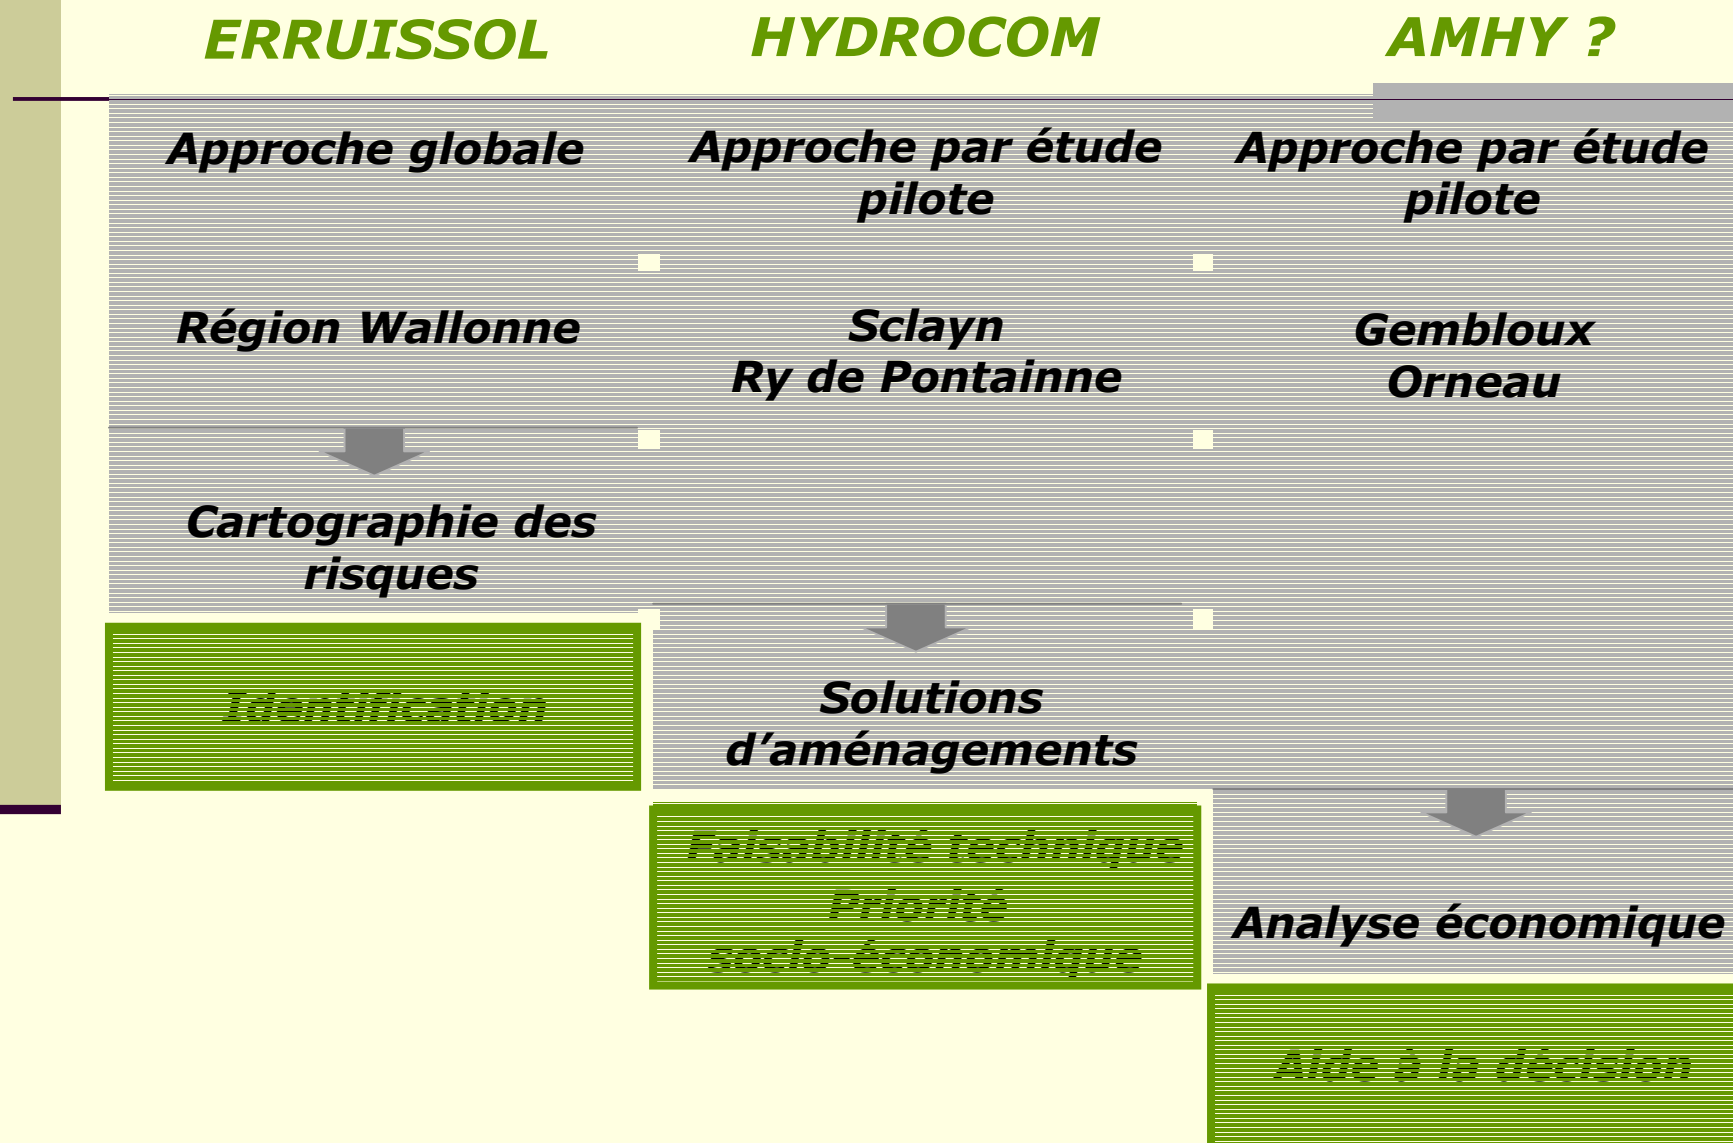 ERRUISSOL
HYDROCOM
AMHY ?
Approche globale
Approche par étude
pilote
Approche par étude
pilote
Région Wallonne
Sclayn
Ry de Pontainne
Gembloux
Orneau
Cartographie des
risques
Solutions
d’aménagements
Identification
Faisabilité technique
Priorité
socio-économique
Analyse économique
Aide à la décision